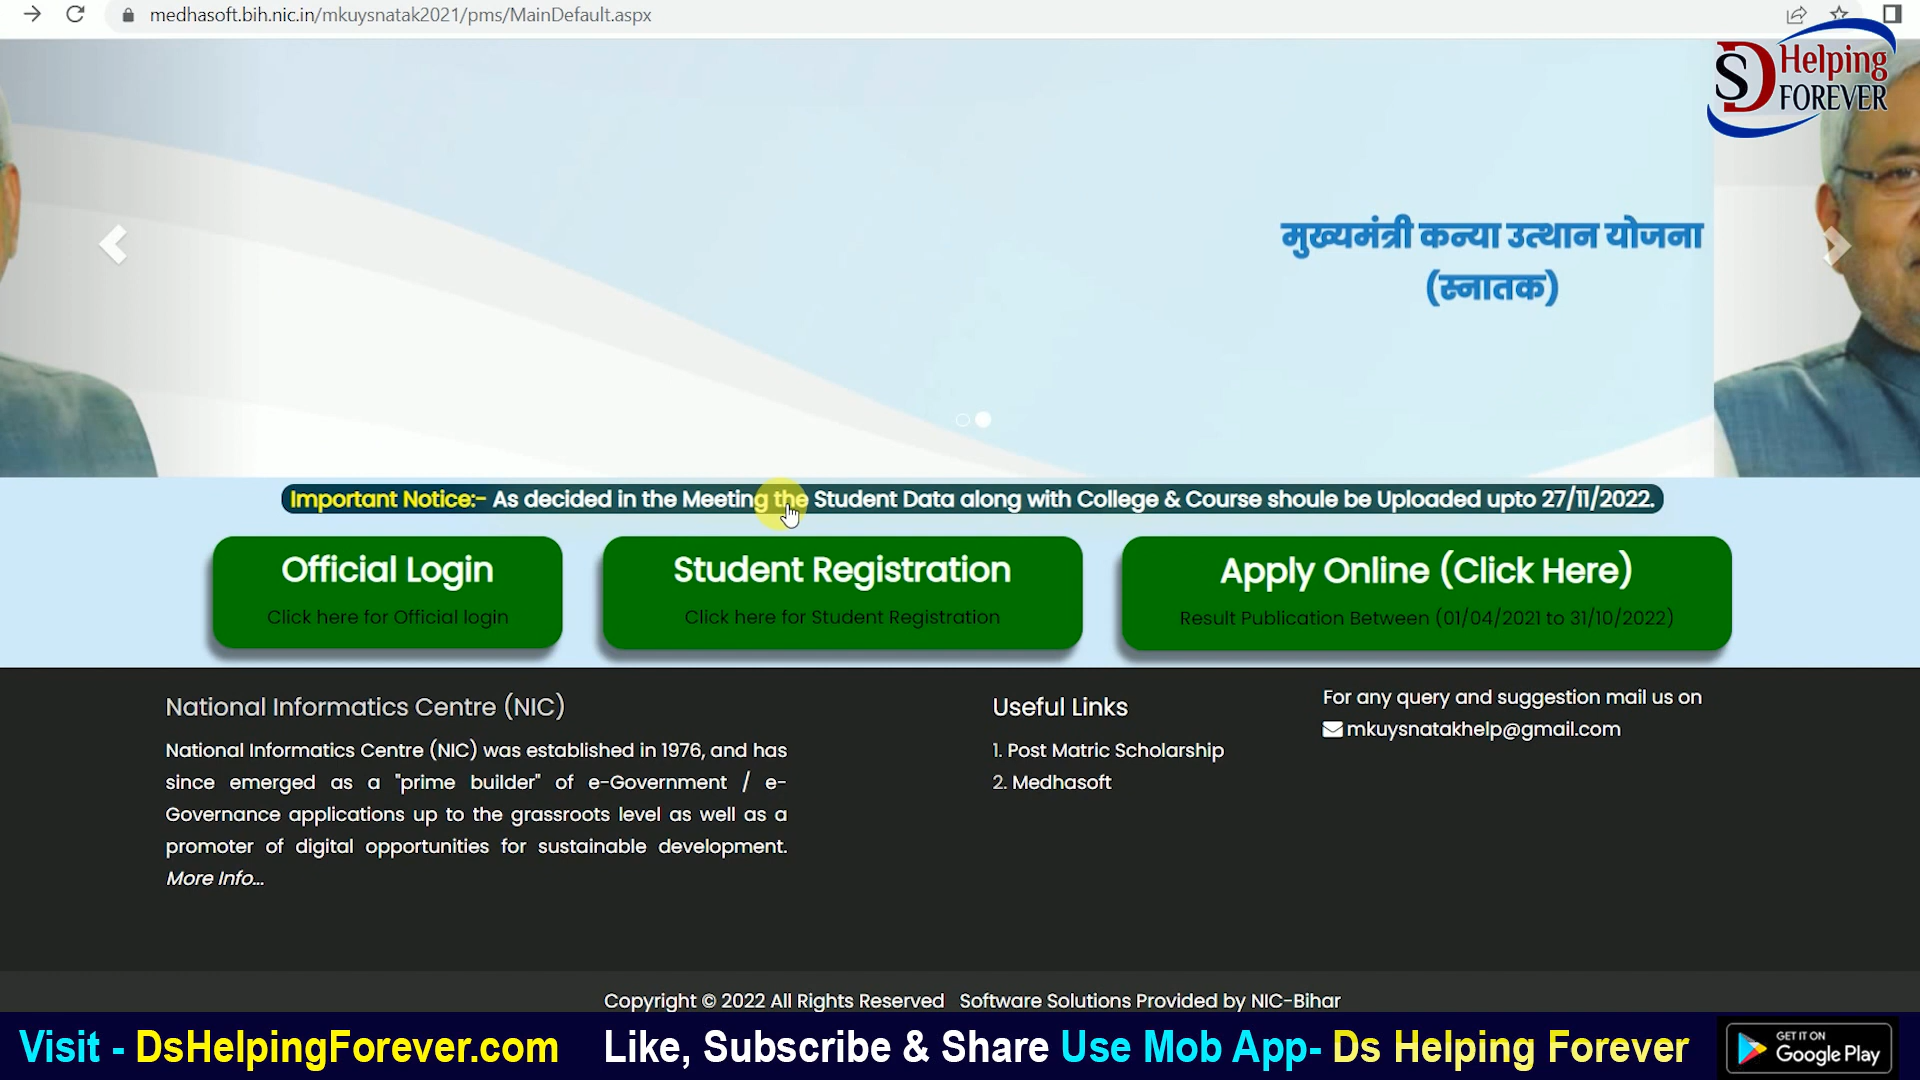 medhasoft.bih.nic.in/mkuysnatak2021/pms/MainDefault.aspx
SD Helping
FOREVER
मुख्यमंत्री कन्या उत्थान योजना
(स्नातक)
Important Notice:- As decided in the Meeting the Student Data along with College & Course shoule be Uploaded upto 27/11/2022.
Official Login
Click here for Official login
Student Registration
Click here for Student Registration
Apply Online (Click Here)
Result Publication Between (01/04/2021 to 31/10/2022)
National Informatics Centre (NIC)
National Informatics Centre (NIC) was established in 1976, and has
since emerged as a "prime builder" of e-Government / e-
Governance applications up to the grassroots level as well as a
promoter of digital opportunities for sustainable development.
More Info...
Useful Links
1. Post Matric Scholarship
2. Medhasoft
For any query and suggestion mail us on
mkuysnatakhelp@gmail.com
Copyright © 2022 All Rights Reserved Software Solutions Provided by NIC-Bihar
Visit - DsHelpingForever.com Like, Subscribe & Share Use Mob App- Ds Helping Forever
GET IT ON
Google Play